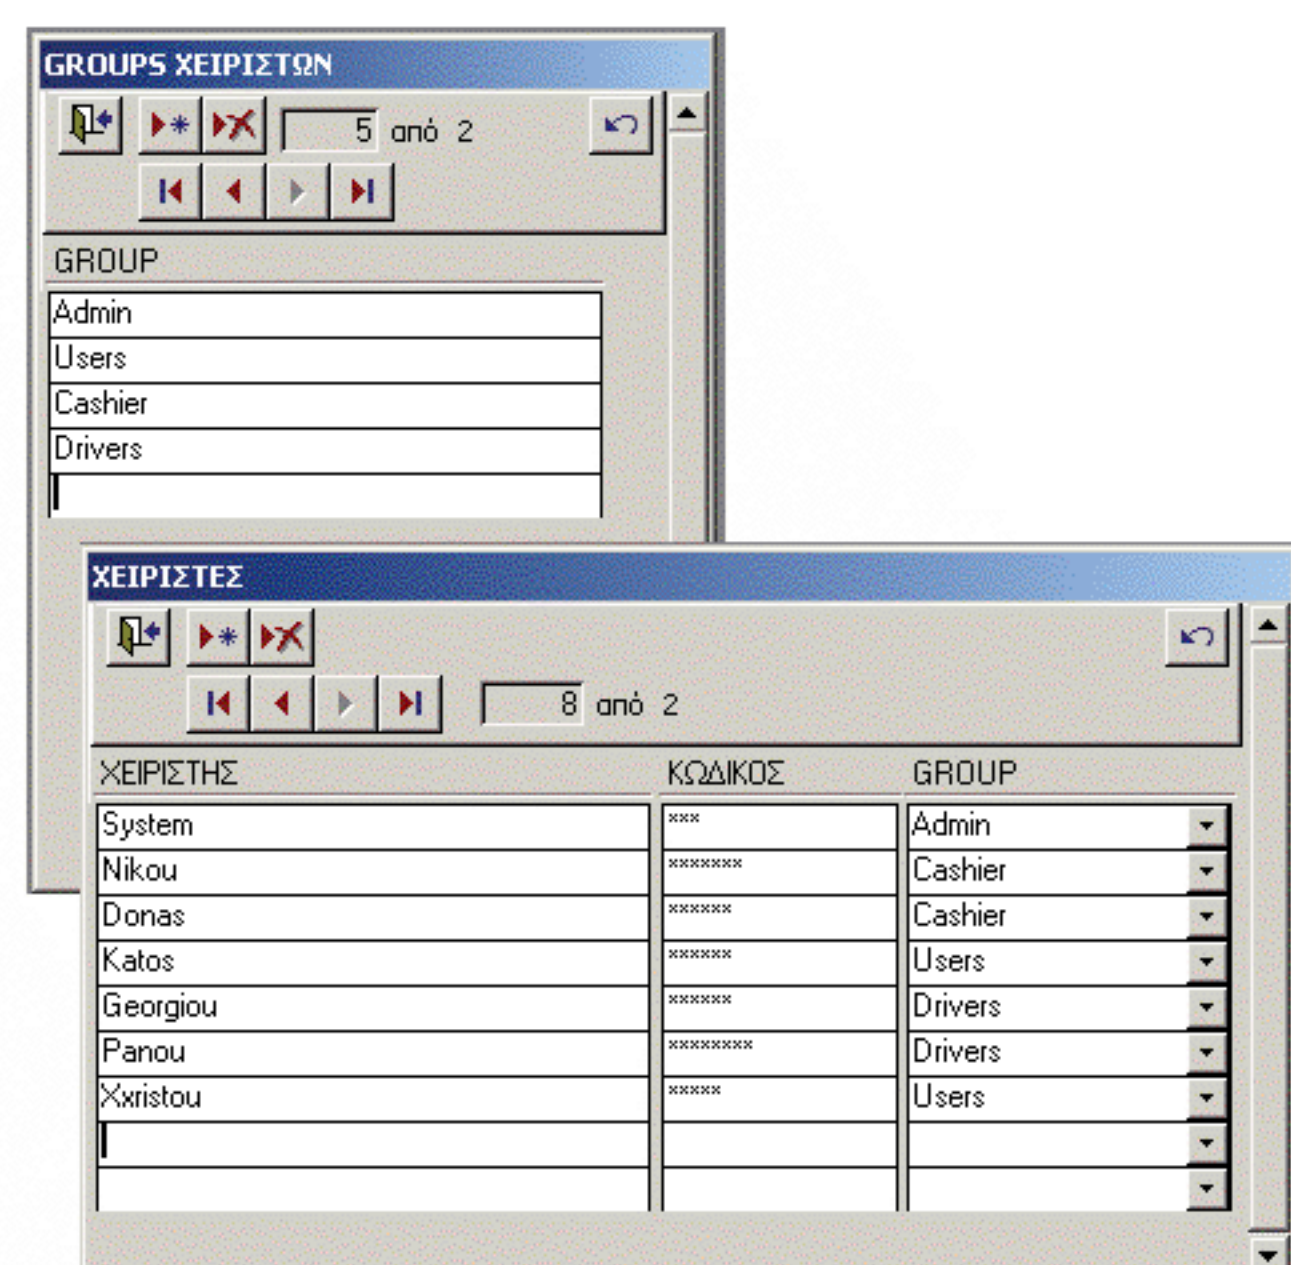 GROUPS ΧΕΙΡΙΣΤΩΝ
5 από 2
GROUP
Admin
Users
Cashier
Drivers
ΧΕΙΡΙΣΤΕΣ
8 από 2
ΧΕΙΡΙΣΤΗΣ ΚΩΔΙΚΟΣ GROUP
System *** Admin
Nikou ******* Cashier
Donas ****** Cashier
Katos ****** Users
Georgiou ****** Drivers
Panou ******** Drivers
Xxristou ***** Users